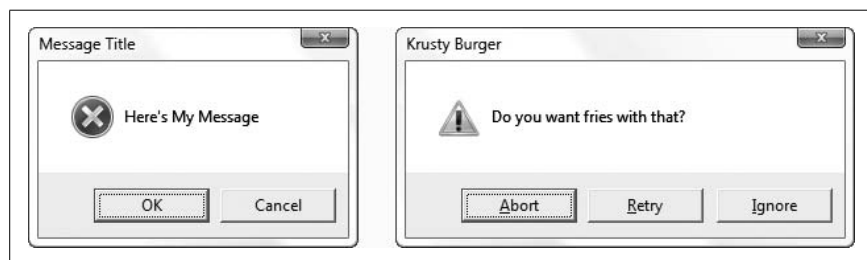 Message Title
Here's My Message
OK Cancel
Krusty Burger
Do you want fries with that?
Abort Retry Ignore